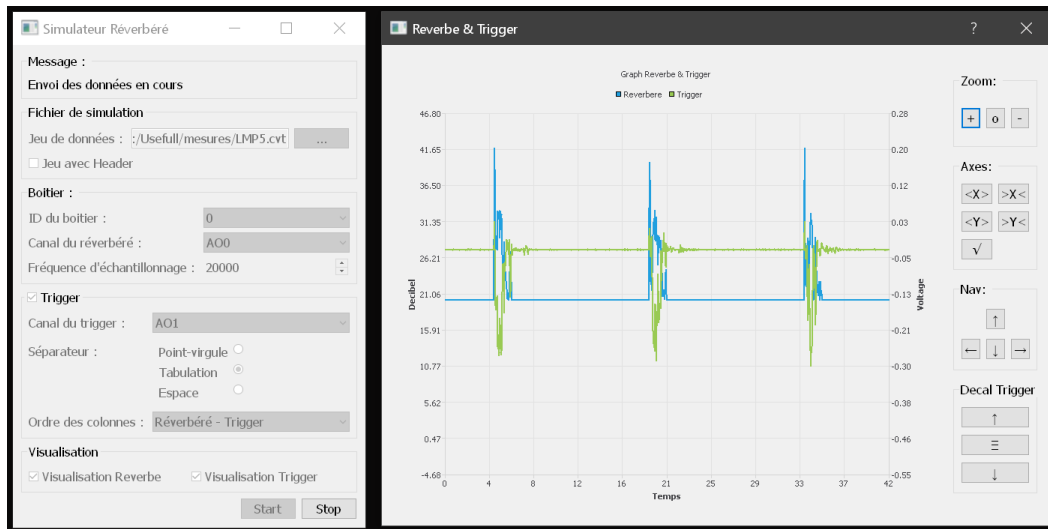 Simulateur Réverbéré
Message :
Envoi des données en cours
Fichier de simulation
Jeu de données : :/Usefull/mesures/LMP5.cvt ...
Jeu avec Header
Boitier :
ID du boitier : 0
Canal du réverbéré : AO0
Fréquence d'échantillonnage : 20000
Trigger
Canal du trigger : AO1
Séparateur : Point-virgule
Tabulation
Espace
Ordre des colonnes : Réverbéré - Trigger
Visualisation
Visualisation Reverbe Visualisation Trigger
Start Stop
Reverbe & Trigger ?
Graph Reverbe & Trigger
Reverbere Trigger
46.80 0.28
41.65 0.20
36.50 0.12
31.35 0.03
26.21 -0.05
21.06 -0.13
15.91 -0.21
10.77 -0.30
5.62 -0.38
0.47 -0.46
-4.68 -0.55
Decibel
Voltage
0 4 8 12 16 21 25 29 33 37 42
Temps
Zoom:
+ o -
Axes:
<X> >X<
<Y> >Y<
√
Nav:
↑
← ↓ →
Decal Trigger
↑
Ξ
↓